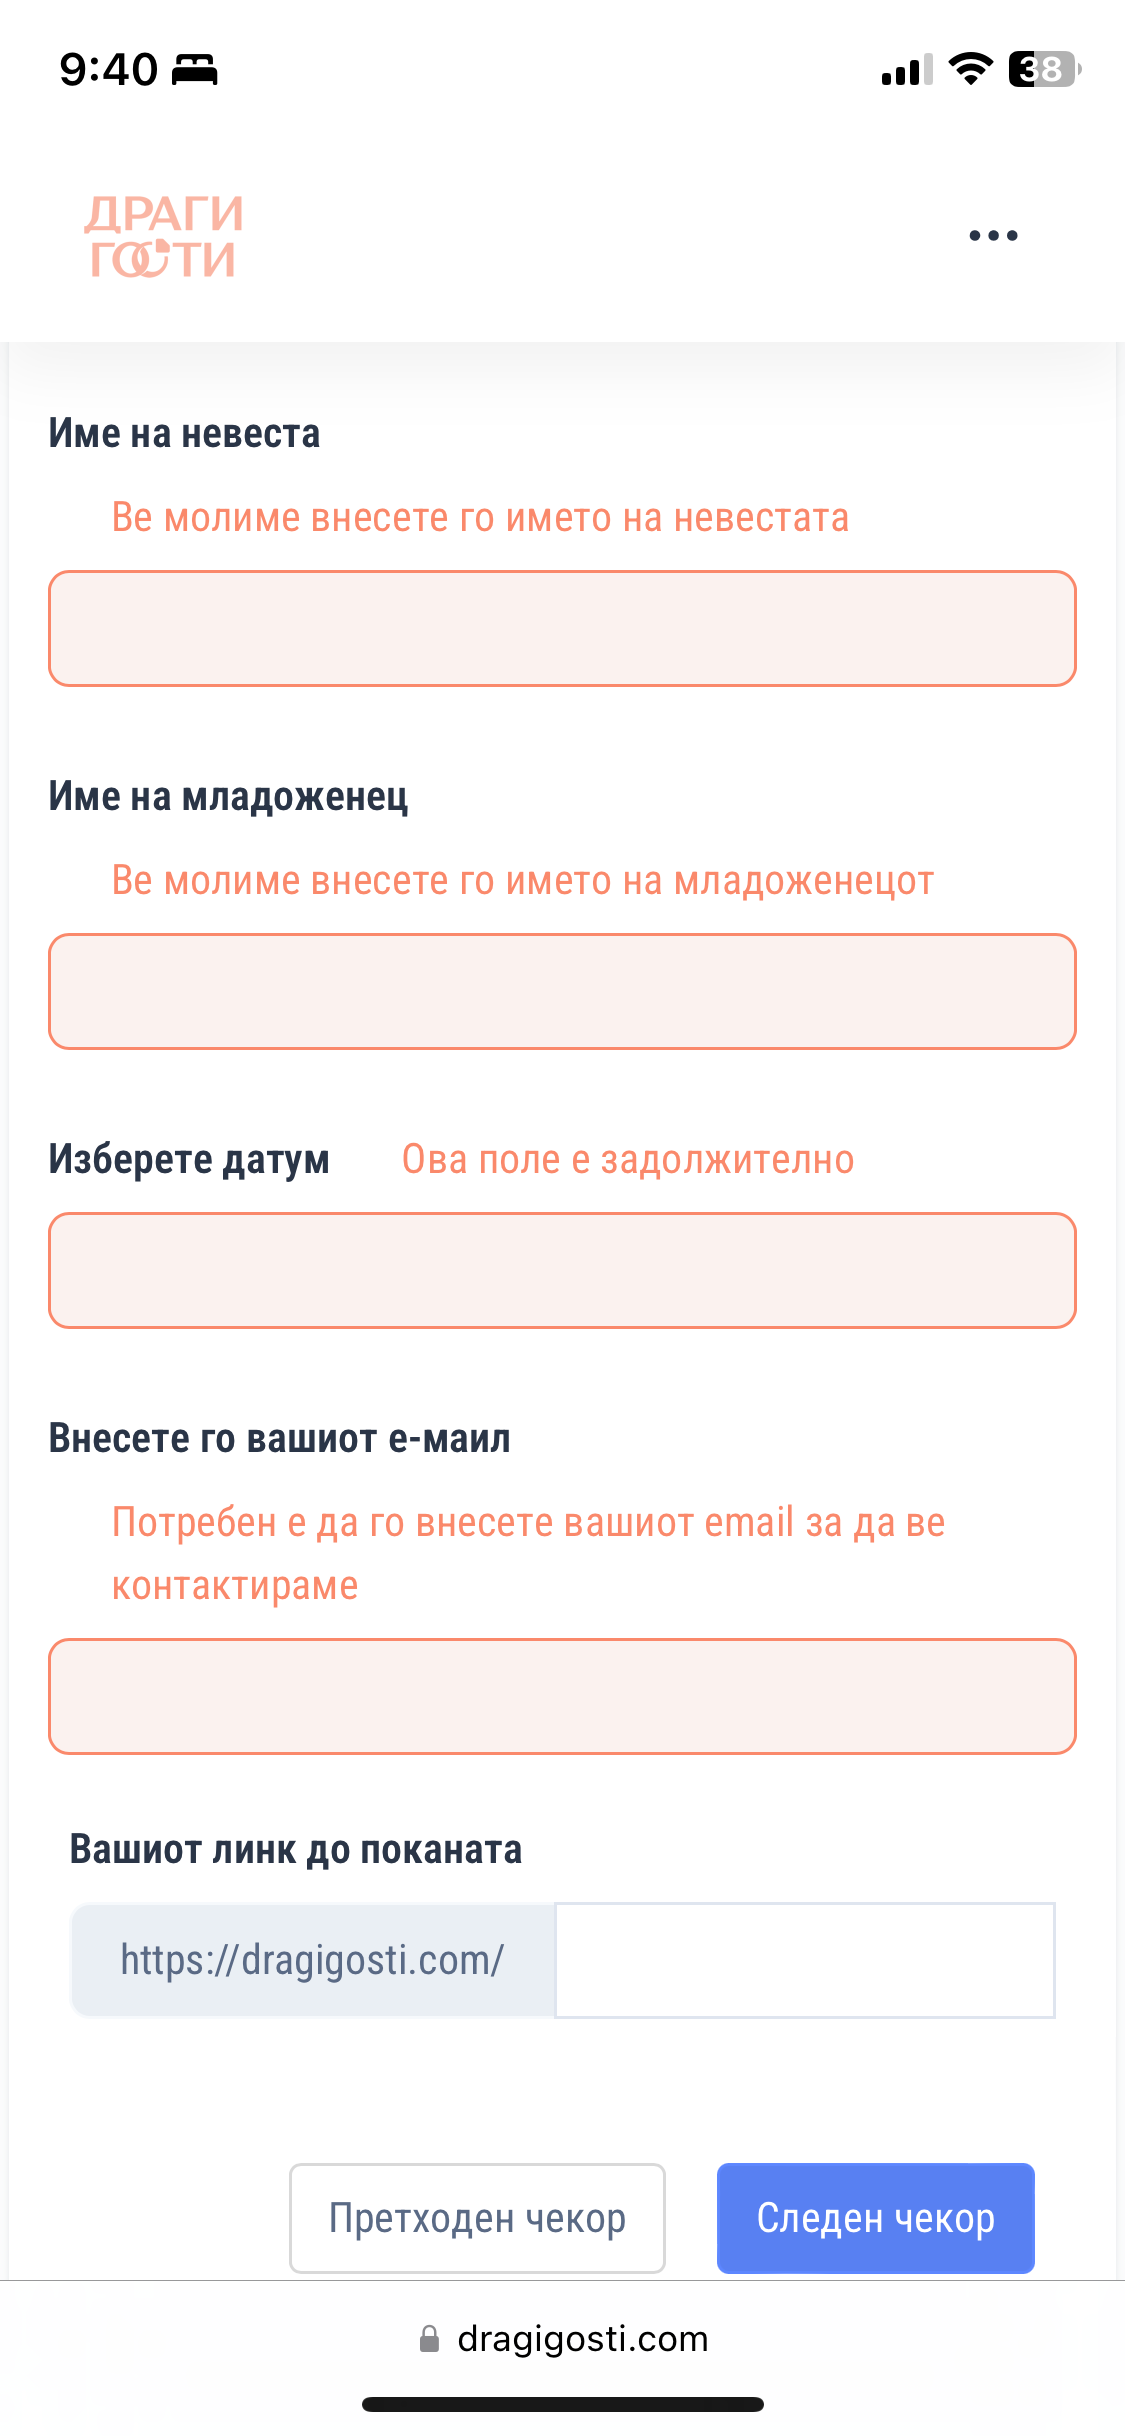 9:40
38
ДРАГИ
ГОСТИ
Име на невеста
Ве молиме внесете го името на невестата
Име на младоженец
Ве молиме внесете го името на младоженецот
Изберете датум Ова поле е задолжително
Внесете го вашиот е-маил
Потребен е да го внесете вашиот email за да ве
контактираме
Вашиот линк до поканата
https://dragigosti.com/
Претходен чекор Следен чекор
dragigosti.com